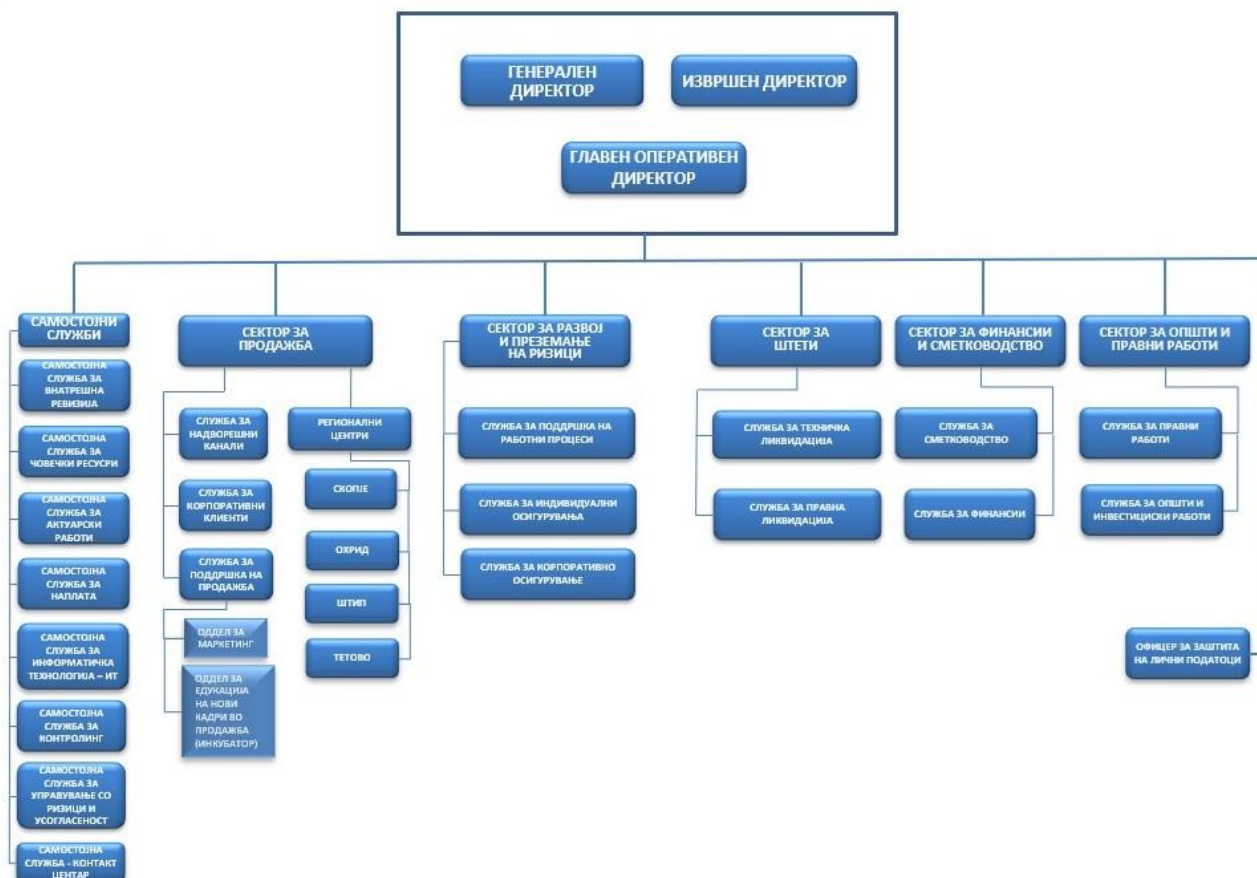 ГЕНЕРАЛЕН
ДИРЕКТОР
ИЗВРШЕН ДИРЕКТОР
ГЛАВЕН ОПЕРАТИВЕН
ДИРЕКТОР
САМОСТОЈНИ
СЛУЖБИ
САМОСТОЈНА
СЛУЖБА ЗА
ВНАТРЕШНА
РЕВИЗИЈА
САМОСТОЈНА
СЛУЖБА ЗА
ЧОВЕЧКИ РЕСУСРИ
САМОСТОЈНА
СЛУЖБА ЗА
АКТУАРСКИ
РАБОТИ
САМОСТОЈНА
СЛУЖБА ЗА
НАПЛАТА
САМОСТОЈНА
СЛУЖБА ЗА
ИНФОРМАТИЧКА
ТЕХНОЛОГИЈА – ИТ
САМОСТОЈНА
СЛУЖБА ЗА
КОНТРОЛИНГ
САМОСТОЈНА
СЛУЖБА ЗА
УПРАВУВАЊЕ СО
РИЗИЦИ И
УСОГЛАСЕНОСТ
САМОСТОЈНА
СЛУЖБА - КОНТАКТ
ЦЕНТАР
СЕКТОР ЗА
ПРОДАЖБА
СЛУЖБА ЗА
НАДВОРЕШНИ
КАНАЛИ
СЛУЖБА ЗА
КОРПОРАТИВНИ
КЛИЕНТИ
СЛУЖБА ЗА
ПОДДРШКА НА
ПРОДАЖБА
ОДДЕЛ ЗА
МАРКЕТИНГ
ОДДЕЛ ЗА
ЕДУКАЦИЈА
НА НОВИ
КАДРИ ВО
ПРОДАЖБА
(ИНКУБАТОР)
РЕГИОНАЛНИ
ЦЕНТРИ
СКОПЈЕ
ОХРИД
ШТИП
ТЕТОВО
СЕКТОР ЗА РАЗВОЈ
И ПРЕЗЕМАЊЕ
НА РИЗИЦИ
СЛУЖБА ЗА ПОДДРШКА НА
РАБОТНИ ПРОЦЕСИ
СЛУЖБА ЗА ИНДИВИДУАЛНИ
ОСИГУРУВАЊА
СЛУЖБА ЗА КОРПОРАТИВНО
ОСИГУРУВАЊЕ
СЕКТОР ЗА
ШТЕТИ
СЛУЖБА ЗА ТЕХНИЧКА
ЛИКВИДАЦИЈА
СЛУЖБА ЗА ПРАВНА
ЛИКВИДАЦИЈА
СЕКТОР ЗА ФИНАНСИИ
И СМЕТКОВОДСТВО
СЛУЖБА ЗА
СМЕТКОВОДСТВО
СЛУЖБА ЗА ФИНАНСИИ
СЕКТОР ЗА ОПШТИ И
ПРАВНИ РАБОТИ
СЛУЖБА ЗА ПРАВНИ
РАБОТИ
СЛУЖБА ЗА ОПШТИ И
ИНВЕСТИЦИСКИ РАБОТИ
ОФИЦЕР ЗА ЗАШТИТА
НА ЛИЧНИ ПОДАТОЦИ